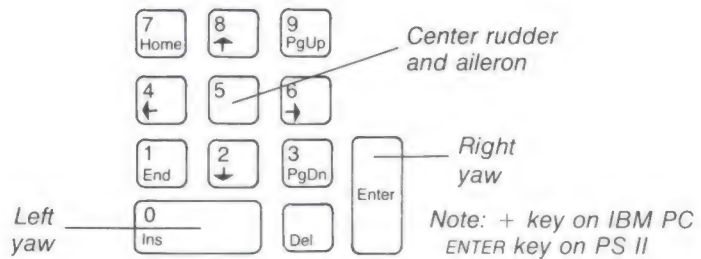 7 8 9
Home ↑ PgUp
Center rudder
and aileron
4 5 6
← →
1 2 3
End ↓ PgDn
Enter
Right
yaw
Left
yaw
0
Ins Del
Note: + key on IBM PC
ENTER key on PS II